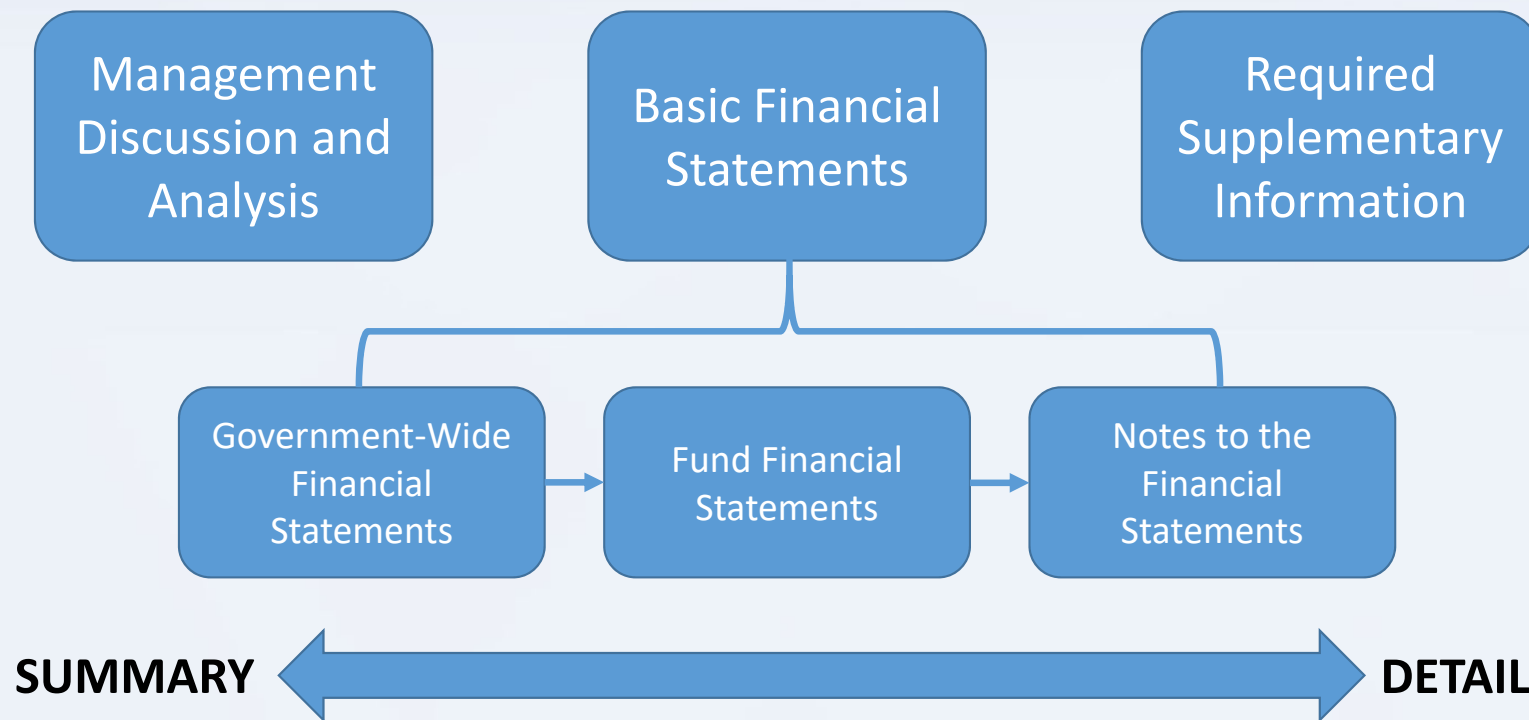 Management
Discussion and
Analysis
Basic Financial
Statements
Required
Supplementary
Information
Government-Wide
Financial
Statements
Fund Financial
Statements
Notes to the
Financial
Statements
SUMMARY
DETAIL